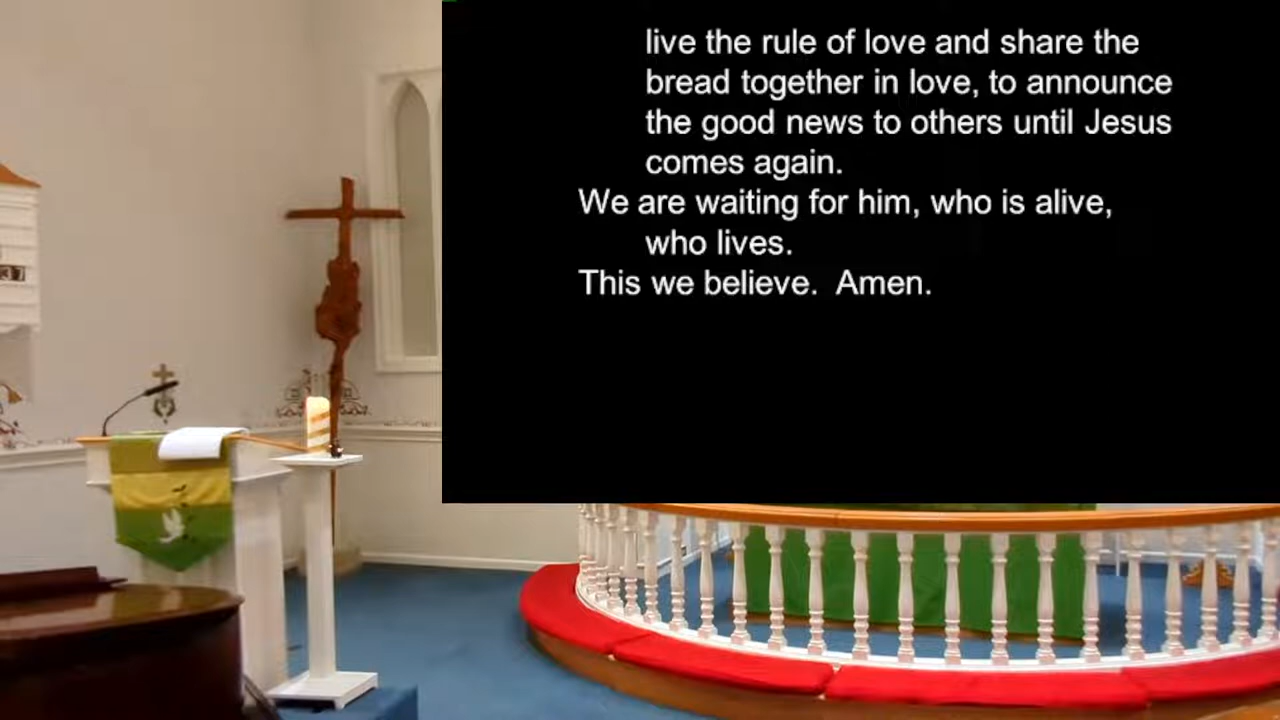 live the rule of love and share the
bread together in love, to announce
the good news to others until Jesus
comes again.
We are waiting for him, who is alive,
who lives.
This we believe.  Amen.
37